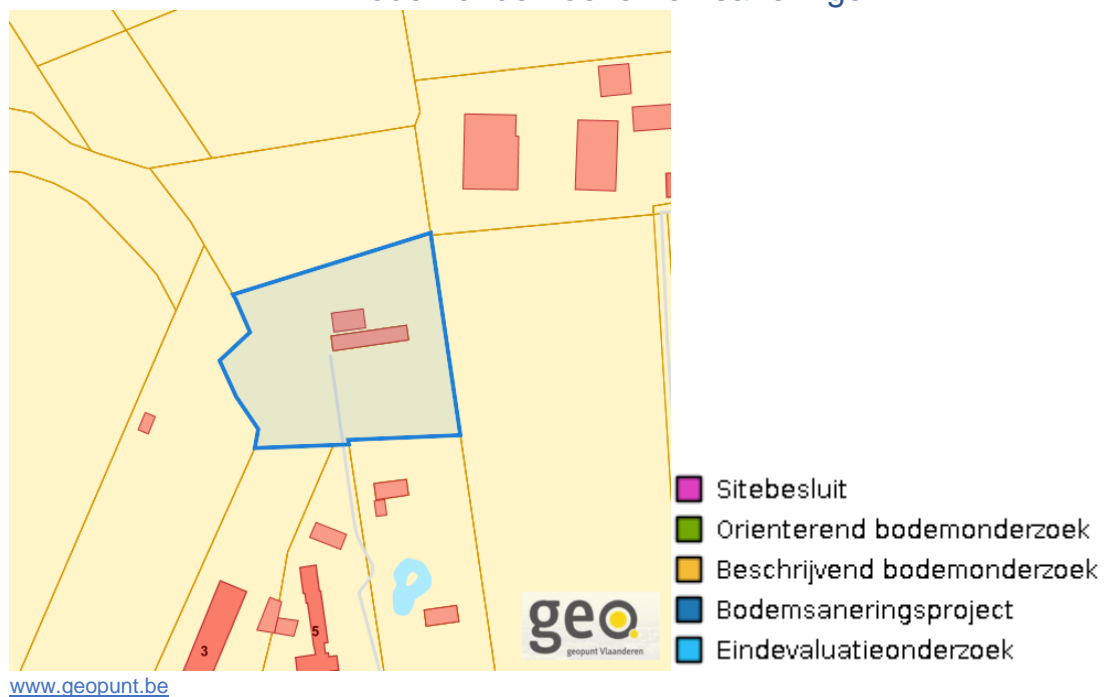 3
5
geo
geopunt Vlaanderen
Sitebesluit
Orienterend bodemonderzoek
Beschrijvend bodemonderzoek
Bodemsaneringsproject
Eindevaluatieonderzoek
www.geopunt.be